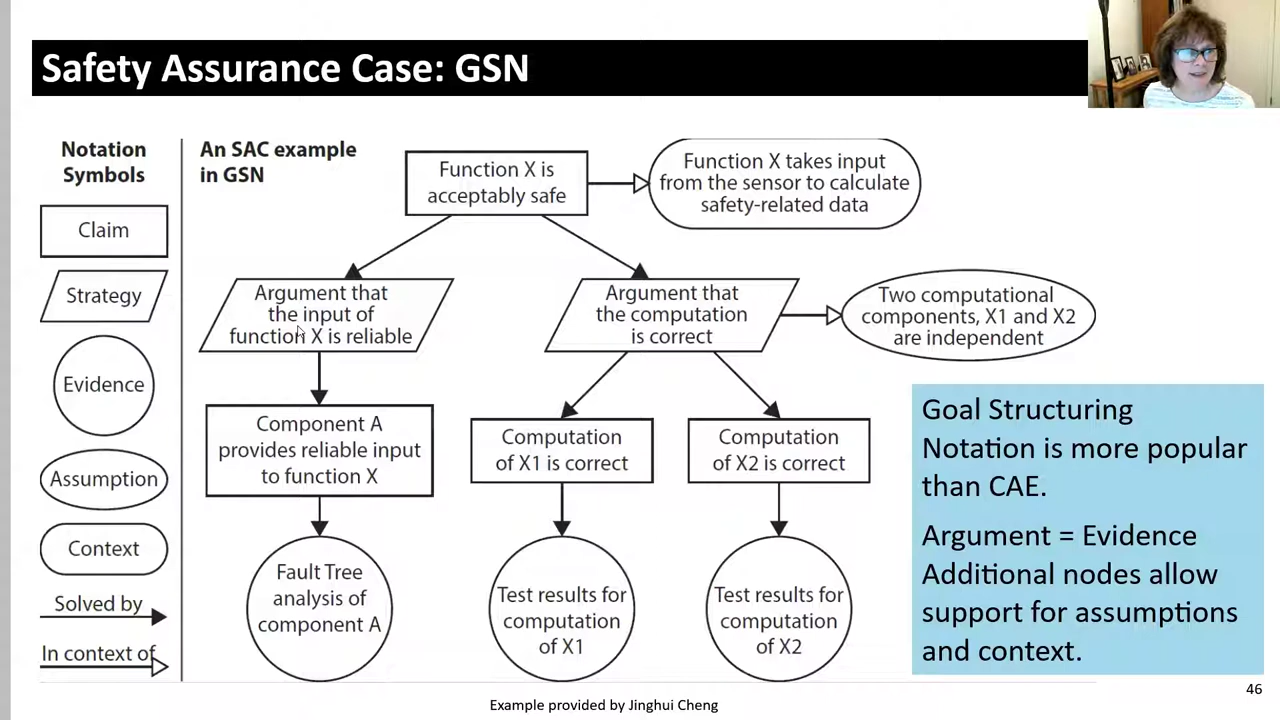 Safety Assurance Case: GSN
Notation
Symbols
Claim
Strategy
Evidence
Assumption
Context
Solved by
In context of
An SAC example
in GSN
Function X is
acceptably safe
Function X takes input
from the sensor to calculate
safety-related data
Argument that
the input of
function X is reliable
Argument that
the computation
is correct
Two computational
components, X1 and X2
are independent
Component A
provides reliable input
to function X
Computation
of X1 is correct
Computation
of X2 is correct
Fault Tree
analysis of
component A
Test results for
computation
of X1
Test results for
computation
of X2
Goal Structuring
Notation is more popular
than CAE.
Argument = Evidence
Additional nodes allow
support for assumptions
and context.
46
Example provided by Jinghui Cheng